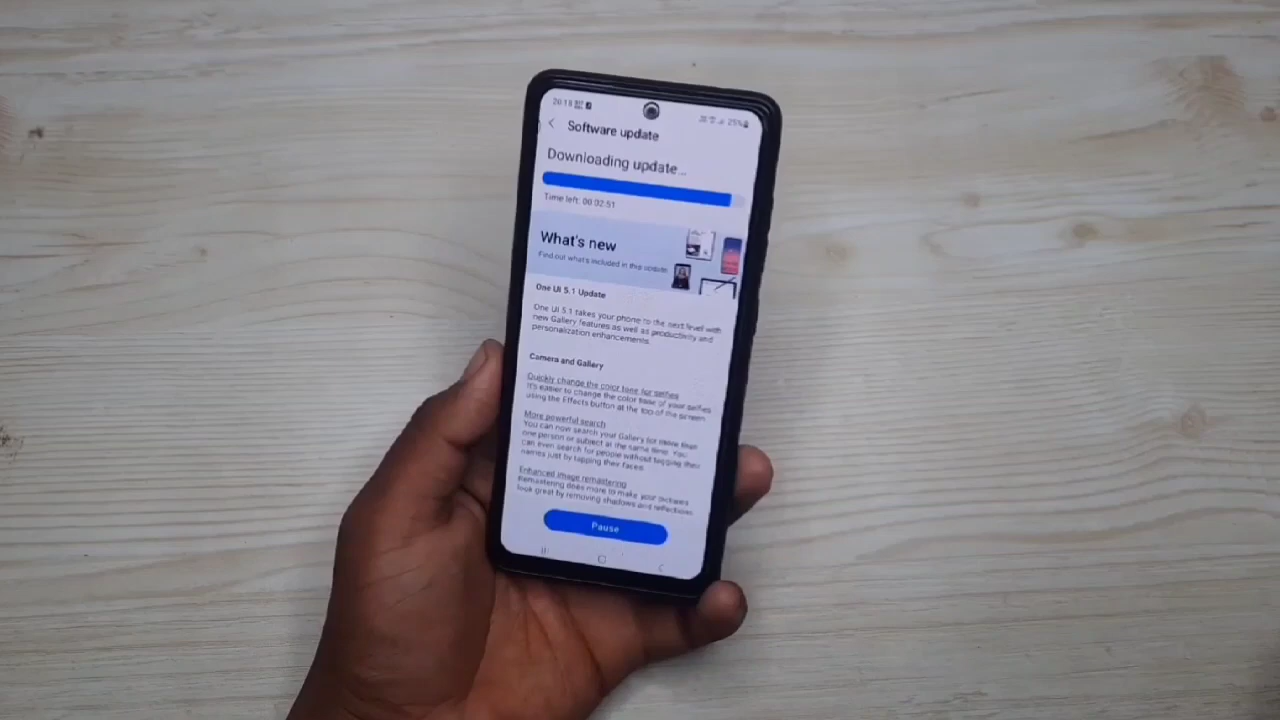 20:18
25%
Software update
Downloading update...
Time left: 00:02:51
What's new
Find out what's included in this update.
One UI 5.1 Update
One UI 5.1 takes your phone to the next level with
new Gallery features as well as productivity and
personalization enhancements.
Camera and Gallery
Quickly change the color tone for selfies
It's easier to change the color tone of your selfies
using the Effects button at the top of the screen
More powerful search
You can now search your Gallery for more than
one person or subject at the same time. You
can even search for people without tagging their
names just by tapping their faces.
Enhanced image remastering
Remastering does more to make your pictures
look great by removing shadows and reflections
Pause